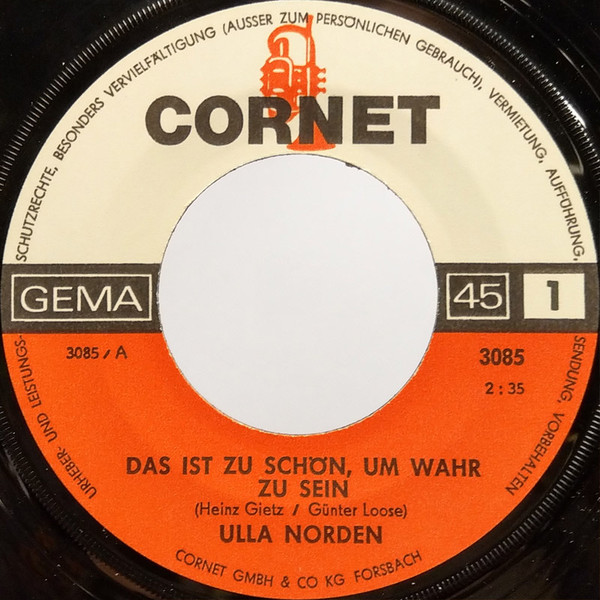 URHEBER- UND LEISTUNGS-SCHUTZRECHTE, BESONDERS VERVIELFÄLTIGUNG (AUSSER ZUM PERSÖNLICHEN GEBRAUCH), VERMIETUNG, AUFFÜHRUNG, SENDUNG, VORBEHALTEN
CORNET
GEMA
45
1
3085/A
3085
2:35
DAS IST ZU SCHÖN, UM WAHR
ZU SEIN
(Heinz Gietz / Günter Loose)
ULLA NORDEN
CORNET GMBH & CO KG FORSBACH